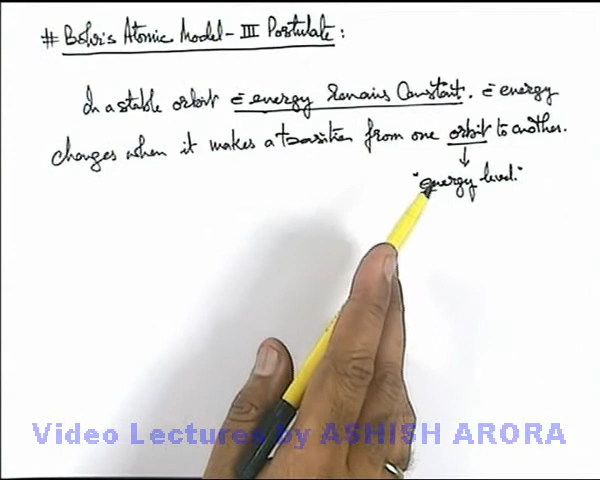 # Bohr's Atomic Model - III Postulate :
In a stable orbit ē energy remains Constant. ē energy
changes when it makes a transition from one orbit to another.
"energy level."
Video Lectures by ASHISH ARORA